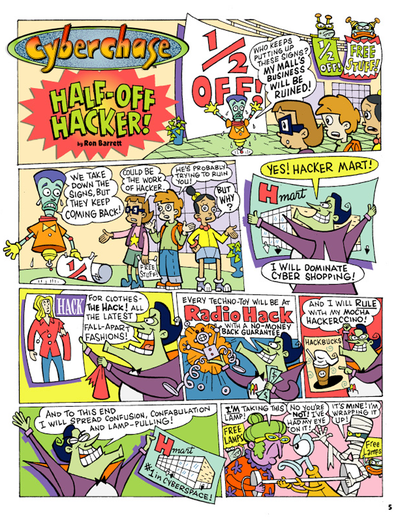 Cyberchase
HALF-OFF
HACKER!
by Ron Barrett
1/2
OFF!
WHO KEEPS
PUTTING UP
THESE SIGNS?
MY MALL'S
BUSINESS
WILL BE
RUINED!
1/2
OFF!
FREE
STUFF!
WE TAKE
DOWN THE
SIGNS, BUT
THEY KEEP
COMING BACK!
1/2
COULD BE
THE WORK
OF HACKER.
HE'S PROBABLY
TRYING TO RUIN
YOU!
BUT
WHY
?
FREE
STUFF!
YES! HACKER MART!
Hmart
I WILL DOMINATE
CYBER SHOPPING!
HACK
FOR CLOTHES-
THE HACK! ALL
THE LATEST
FALL-APART
FASHIONS!
EVERY TECHNO-TOY WILL BE AT
Radio Hack
WITH A NO-MONEY
BACK GUARANTEE
AND I WILL RULE
WITH MY MOCHA
HACKERCCINO!
HACKBUCKS
AND TO THIS END
I WILL SPREAD CONFUSION, CONFABULATION
AND LAMP-PULLING!
Hmart
#1 in CYBERSPACE!
I'M TAKING THIS
LAMP!
FREE
LAMPS
NO YOU'RE
NOT! I'VE
HAD MY EYE
ON IT!
IT'S MINE! I'M
WRAPPING IT
UP!
Free
Lamps
5